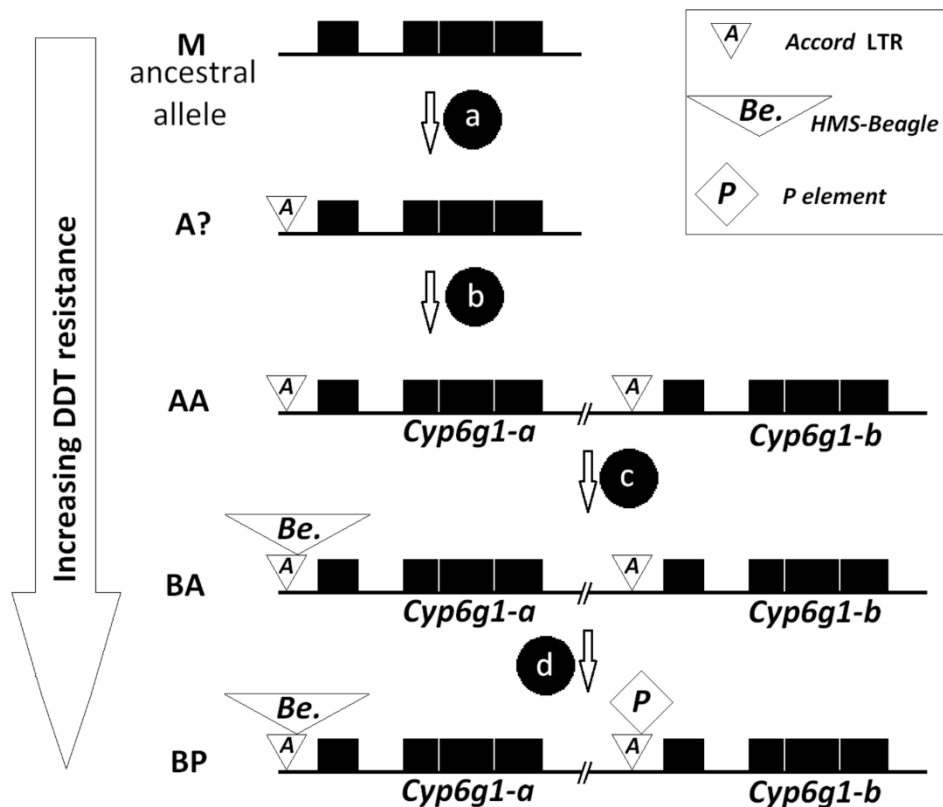 Increasing DDT resistance
M
ancestral
allele
a
A?
A
b
AA
A
A
Cyp6g1-a
Cyp6g1-b
c
BA
Be.
A
A
Cyp6g1-a
Cyp6g1-b
d
BP
Be.
P
A
A
Cyp6g1-a
Cyp6g1-b
A Accord LTR
Be. HMS-Beagle
P P element